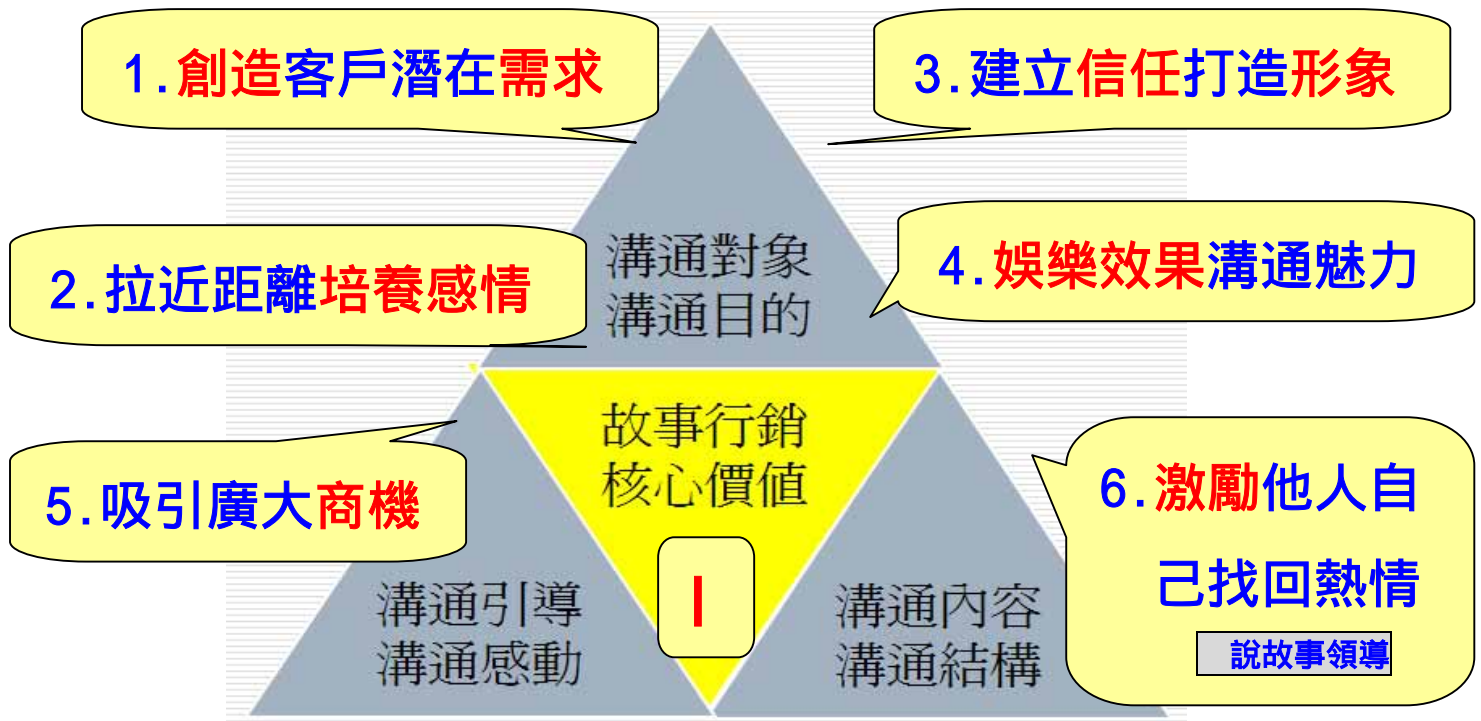 1.創造客戶潛在需求
3.建立信任打造形象
2.拉近距離培養感情
溝通對象
溝通目的
4.娛樂效果溝通魅力
故事行銷
核心價值
5.吸引廣大商機
I
6.激勵他人自
己找回熱情
說故事領導
溝通引導
溝通感動
溝通內容
溝通結構